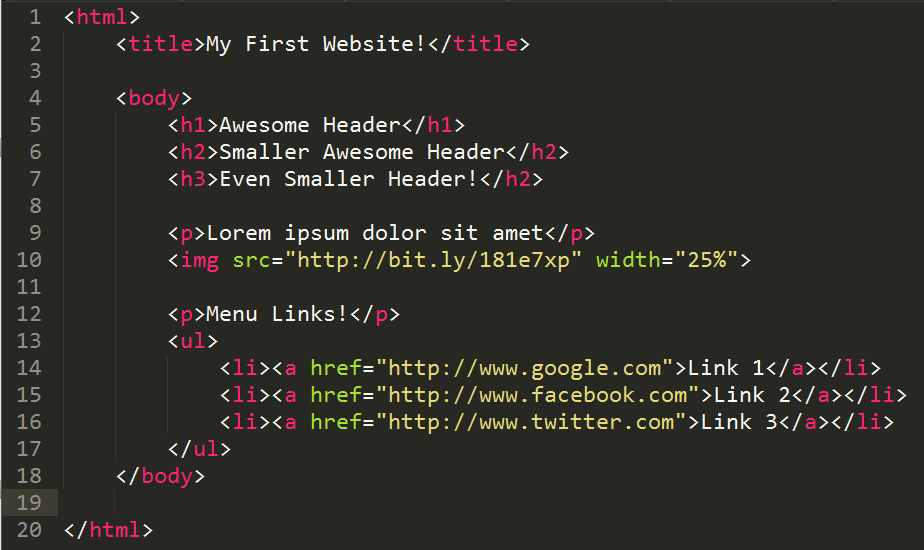 1 <html>
2     <title>My First Website!</title>
3
4     <body>
5         <h1>Awesome Header</h1>
6         <h2>Smaller Awesome Header</h2>
7         <h3>Even Smaller Header!</h2>
8
9         <p>Lorem ipsum dolor sit amet</p>
10         <img src="http://bit.ly/181e7xp" width="25%">
11
12         <p>Menu Links!</p>
13         <ul>
14             <li><a href="http://www.google.com">Link 1</a></li>
15             <li><a href="http://www.facebook.com">Link 2</a></li>
16             <li><a href="http://www.twitter.com">Link 3</a></li>
17         </ul>
18     </body>
19
20 </html>